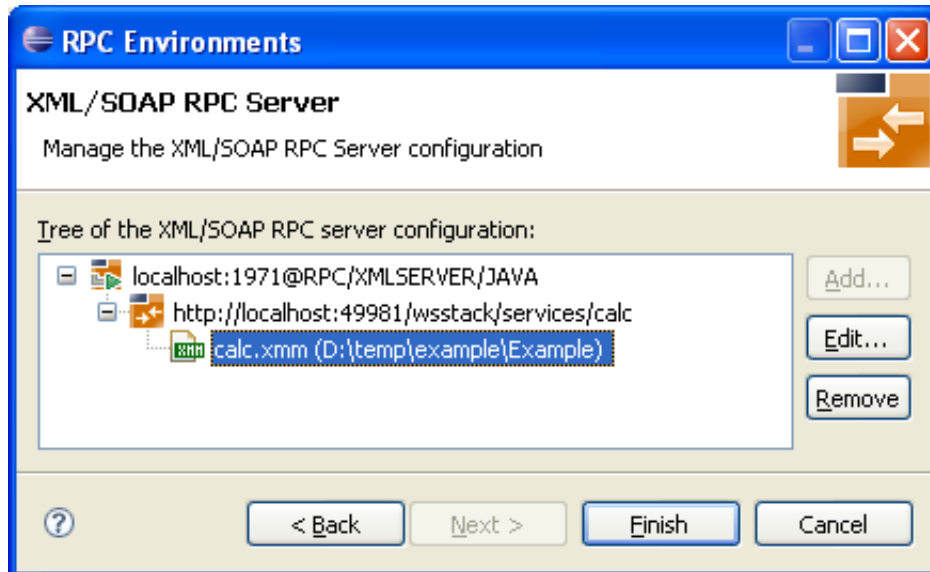 RPC Environments
XML/SOAP RPC Server
Manage the XML/SOAP RPC Server configuration
Tree of the XML/SOAP RPC server configuration:
localhost:1971@RPC/XMLSERVER/JAVA
Add...
http://localhost:49981/wsstack/services/calc
Edit...
XMM calc.xmm (D:\temp\example\Example)
Remove
? < Back Next > Finish Cancel